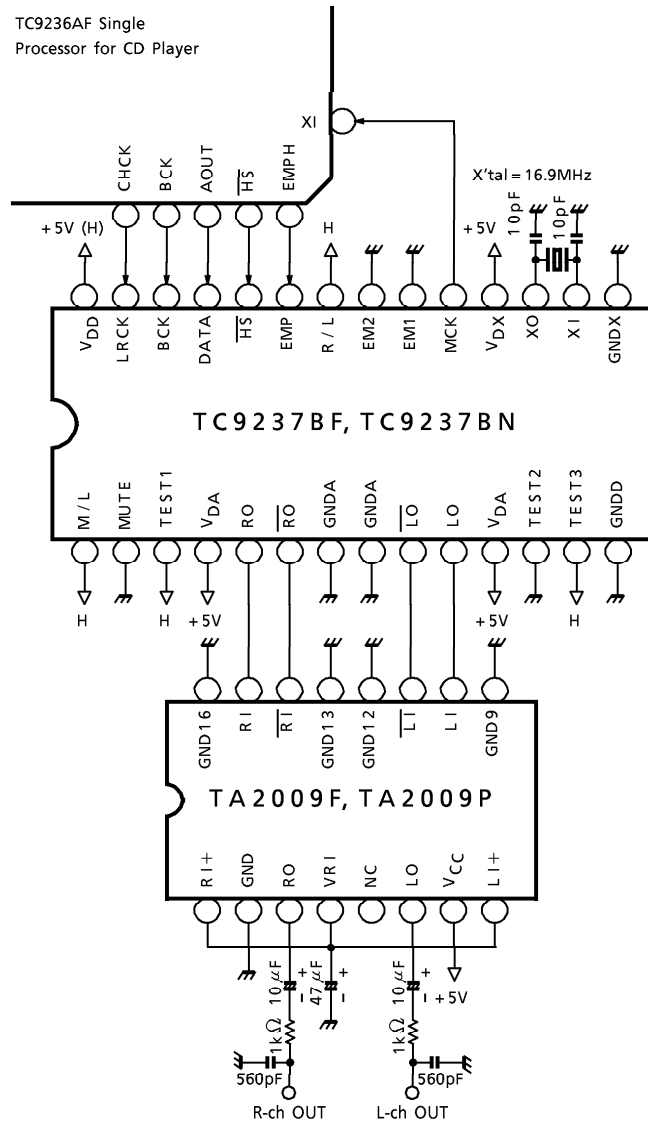 TC9236AF Single
Processor for CD Player
XI
CHCK BCK AOUT HS EMPH
X'tal = 16.9MHz
10pF 10pF
+5V (H) H +5V
VDD LRCK BCK DATA HS EMP R/L EM2 EM1 MCK VDX XO XI GNDX
TC9237BF, TC9237BN
M/L MUTE TEST1 VDA RO RO GNDA GNDA LO LO VDA TEST2 TEST3 GNDD
H H +5V +5V H
GND16 RI RI GND13 GND12 LI LI GND9
TA2009F, TA2009P
RI+ GND RO VRI NC LO VCC LI+
10μF + - 47μF + - 10μF + - +5V
1kΩ 1kΩ
560pF 560pF
R-ch OUT L-ch OUT